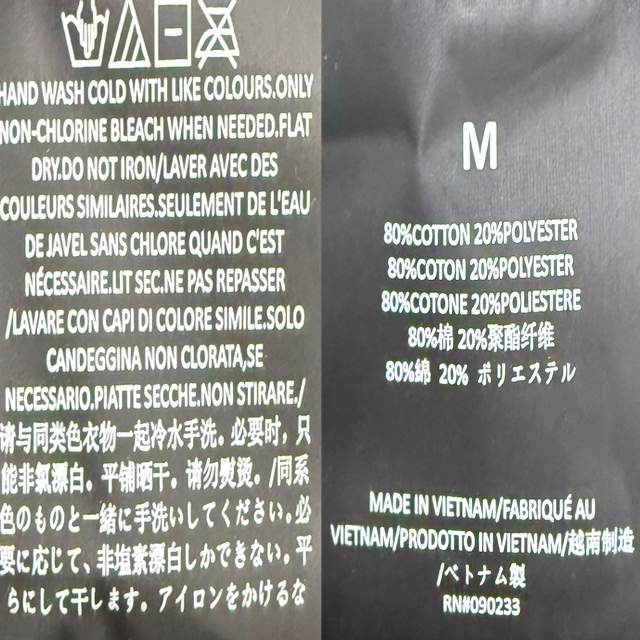 HAND WASH COLD WITH LIKE COLOURS.ONLY
NON-CHLORINE BLEACH WHEN NEEDED.FLAT
DRY.DO NOT IRON/LAVER AVEC DES
COULEURS SIMILAIRES.SEULEMENT DE L'EAU
DE JAVEL SANS CHLORE QUAND C'EST
NÉCESSAIRE.LIT SEC.NE PAS REPASSER
/LAVARE CON CAPI DI COLORE SIMILE.SOLO
CANDEGGINA NON CLORATA,SE
NECESSARIO.PIATTE SECCHE.NON STIRARE./
请与同类色衣物一起冷水手洗。必要时，只
能非氯漂白。平铺晒干。请勿熨烫。/同系
色のものと一緒に手洗いしてください。必
要に応じて、非塩素漂白しかできない。平
らにして干します。アイロンをかけるな
M
80%COTTON 20%POLYESTER
80%COTON 20%POLYESTER
80%COTONE 20%POLIESTERE
80%棉 20%聚酯纤维
80%綿 20% ポリエステル
MADE IN VIETNAM/FABRIQUÉ AU
VIETNAM/PRODOTTO IN VIETNAM/越南制造
/ベトナム製
RN#090233